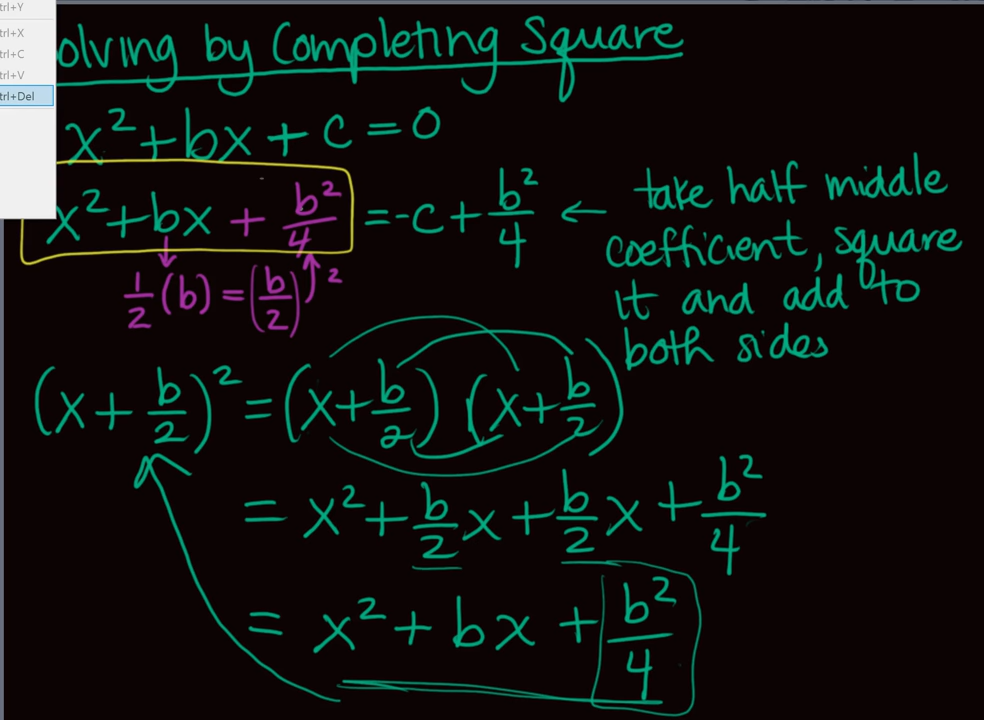 trl+Y
trl+X
trl+C
trl+V
trl+Del
olving by Completing Square
x² + bx + c = 0
x² + bx + b²/4 = -c + b²/4 ← take half middle
coefficient, square
it and add to
both sides
1/2 (b) = (b/2)²
(x + b/2)² = (x + b/2) (x + b/2)
= x² + b/2 x + b/2 x + b²/4
= x² + bx + b²/4